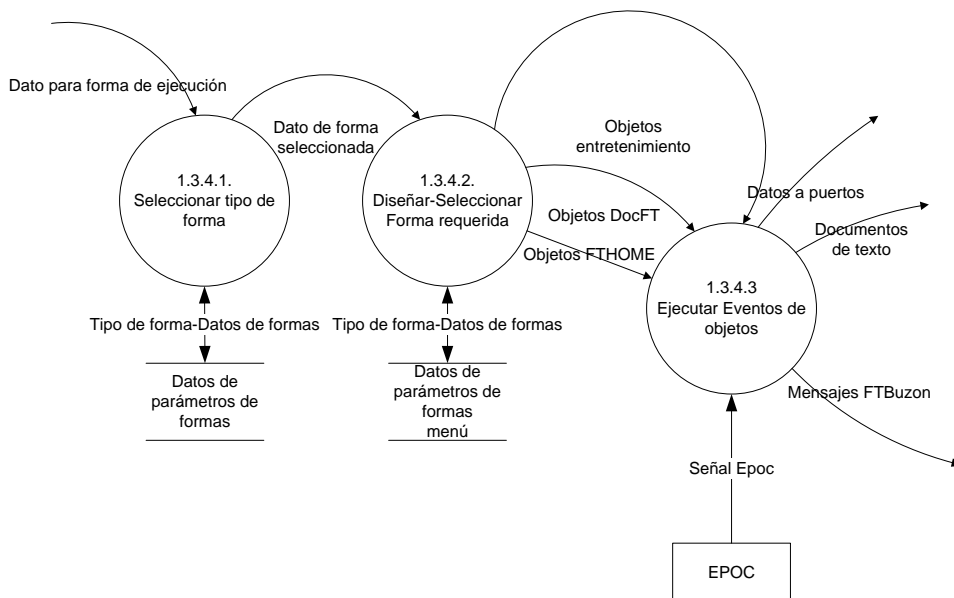 Dato para forma de ejecución
Dato de forma
seleccionada
Objetos
entretenimiento
1.3.4.1.
Seleccionar tipo de
forma
1.3.4.2.
Diseñar-Seleccionar
Forma requerida
Datos a puertos
Objetos DocFT
Documentos
de texto
Objetos FTHOME
1.3.4.3
Ejecutar Eventos de
objetos
Tipo de forma-Datos de formas
Tipo de forma-Datos de formas
Datos de
parámetros de
formas
Datos de
parámetros de
formas
menú
Mensajes FTBuzon
Señal Epoc
EPOC